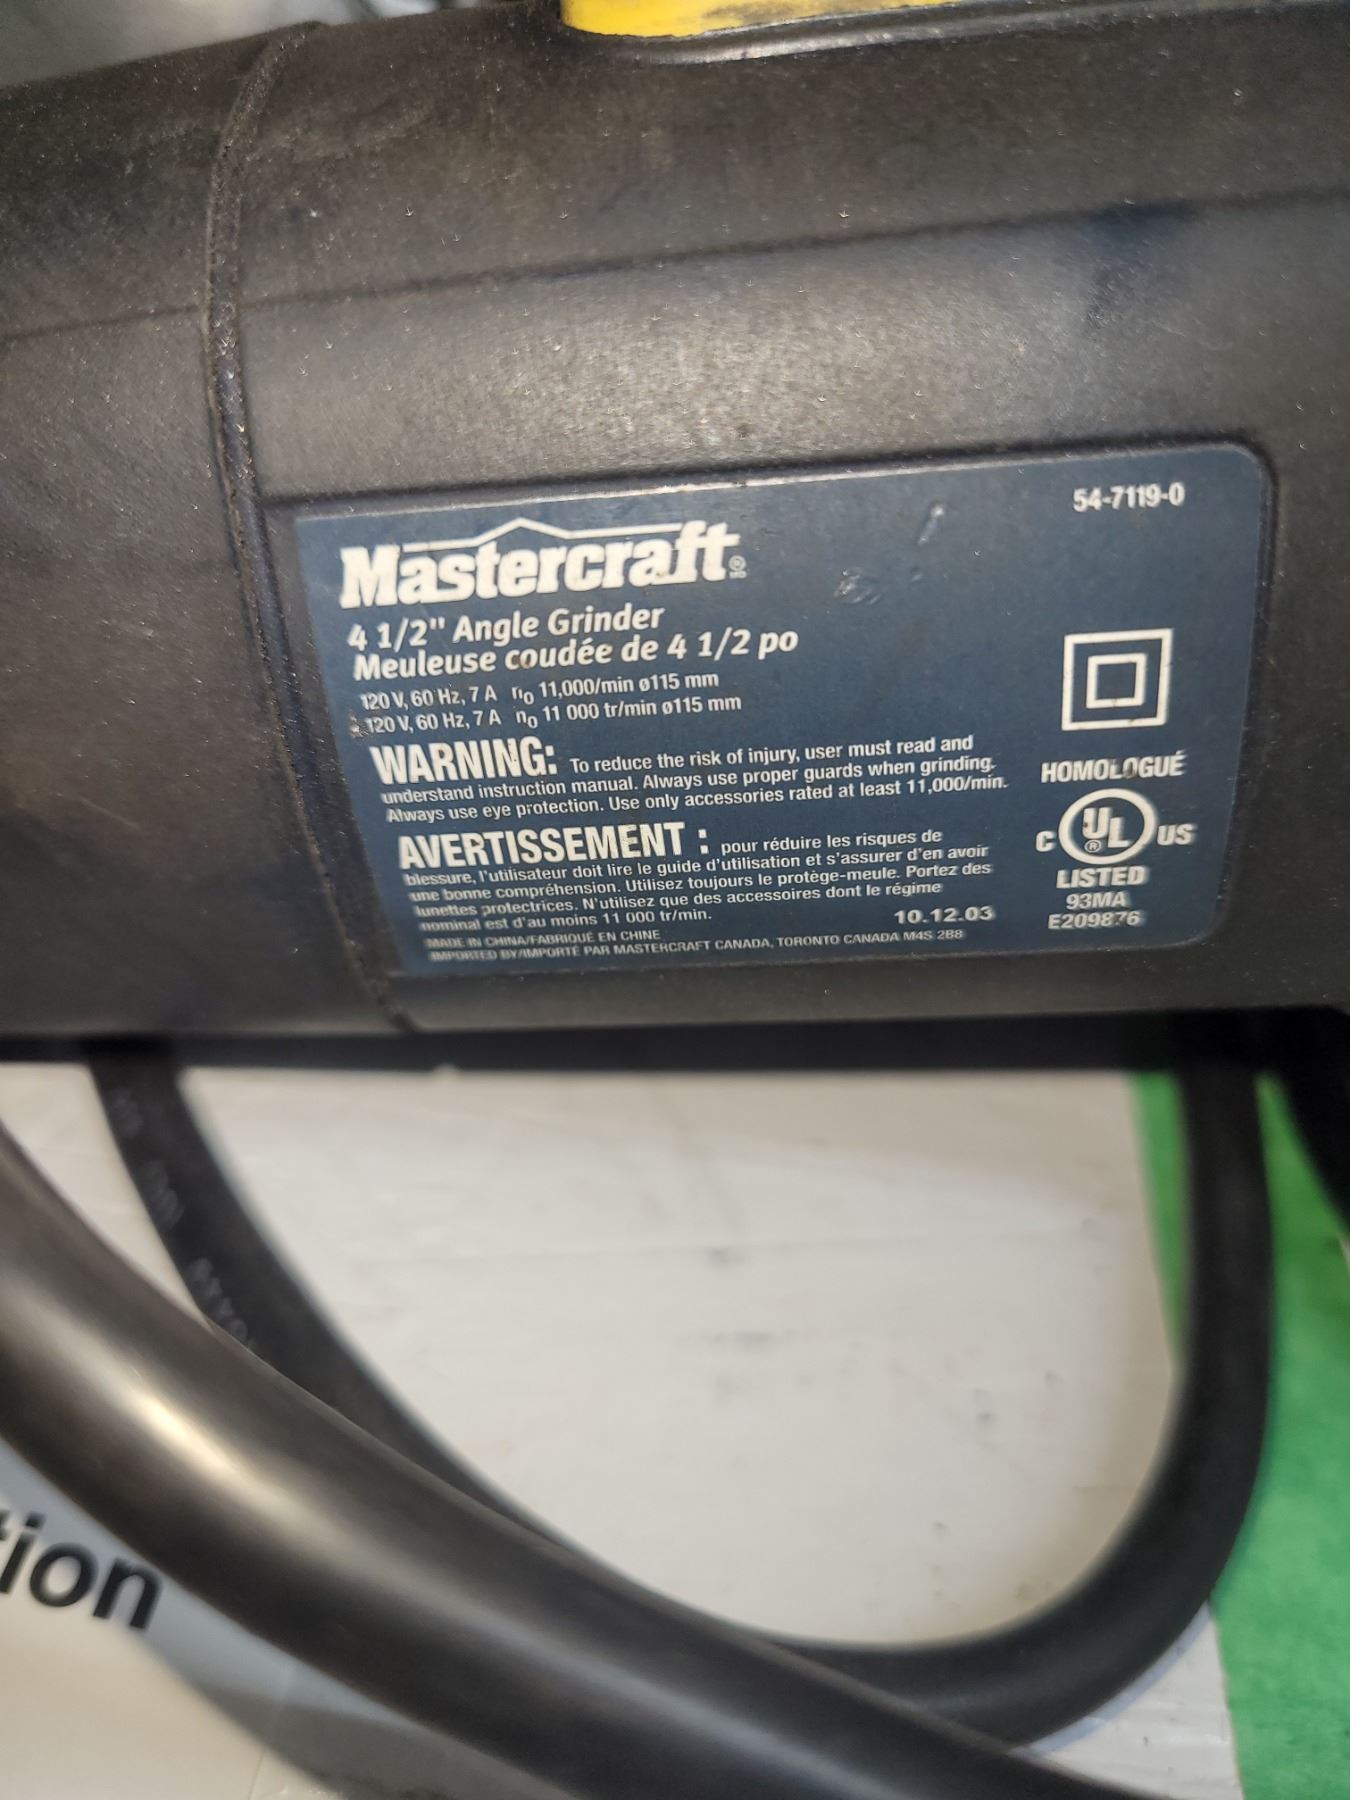 54-7119-0
Mastercraft®
MD
4 1/2" Angle Grinder
Meuleuse coudée de 4 1/2 po
120 V, 60 Hz, 7 A n0 11,000/min ø115 mm
120 V, 60 Hz, 7 A n0 11 000 tr/min ø115 mm
WARNING: To reduce the risk of injury, user must read and
understand instruction manual. Always use proper guards when grinding.
Always use eye protection. Use only accessories rated at least 11,000/min.
AVERTISSEMENT : pour réduire les risques de
blessure, l'utilisateur doit lire le guide d'utilisation et s'assurer d'en avoir
une bonne compréhension. Utilisez toujours le protège-meule. Portez des
lunettes protectrices. N'utilisez que des accessoires dont le régime
nominal est d'au moins 11 000 tr/min.
10.12.03
MADE IN CHINA/FABRIQUÉ EN CHINE
IMPORTED BY/IMPORTÉ PAR MASTERCRAFT CANADA, TORONTO CANADA M4S 2B8
HOMOLOGUÉ
C UL® US
LISTED
93MA
E209876
tion